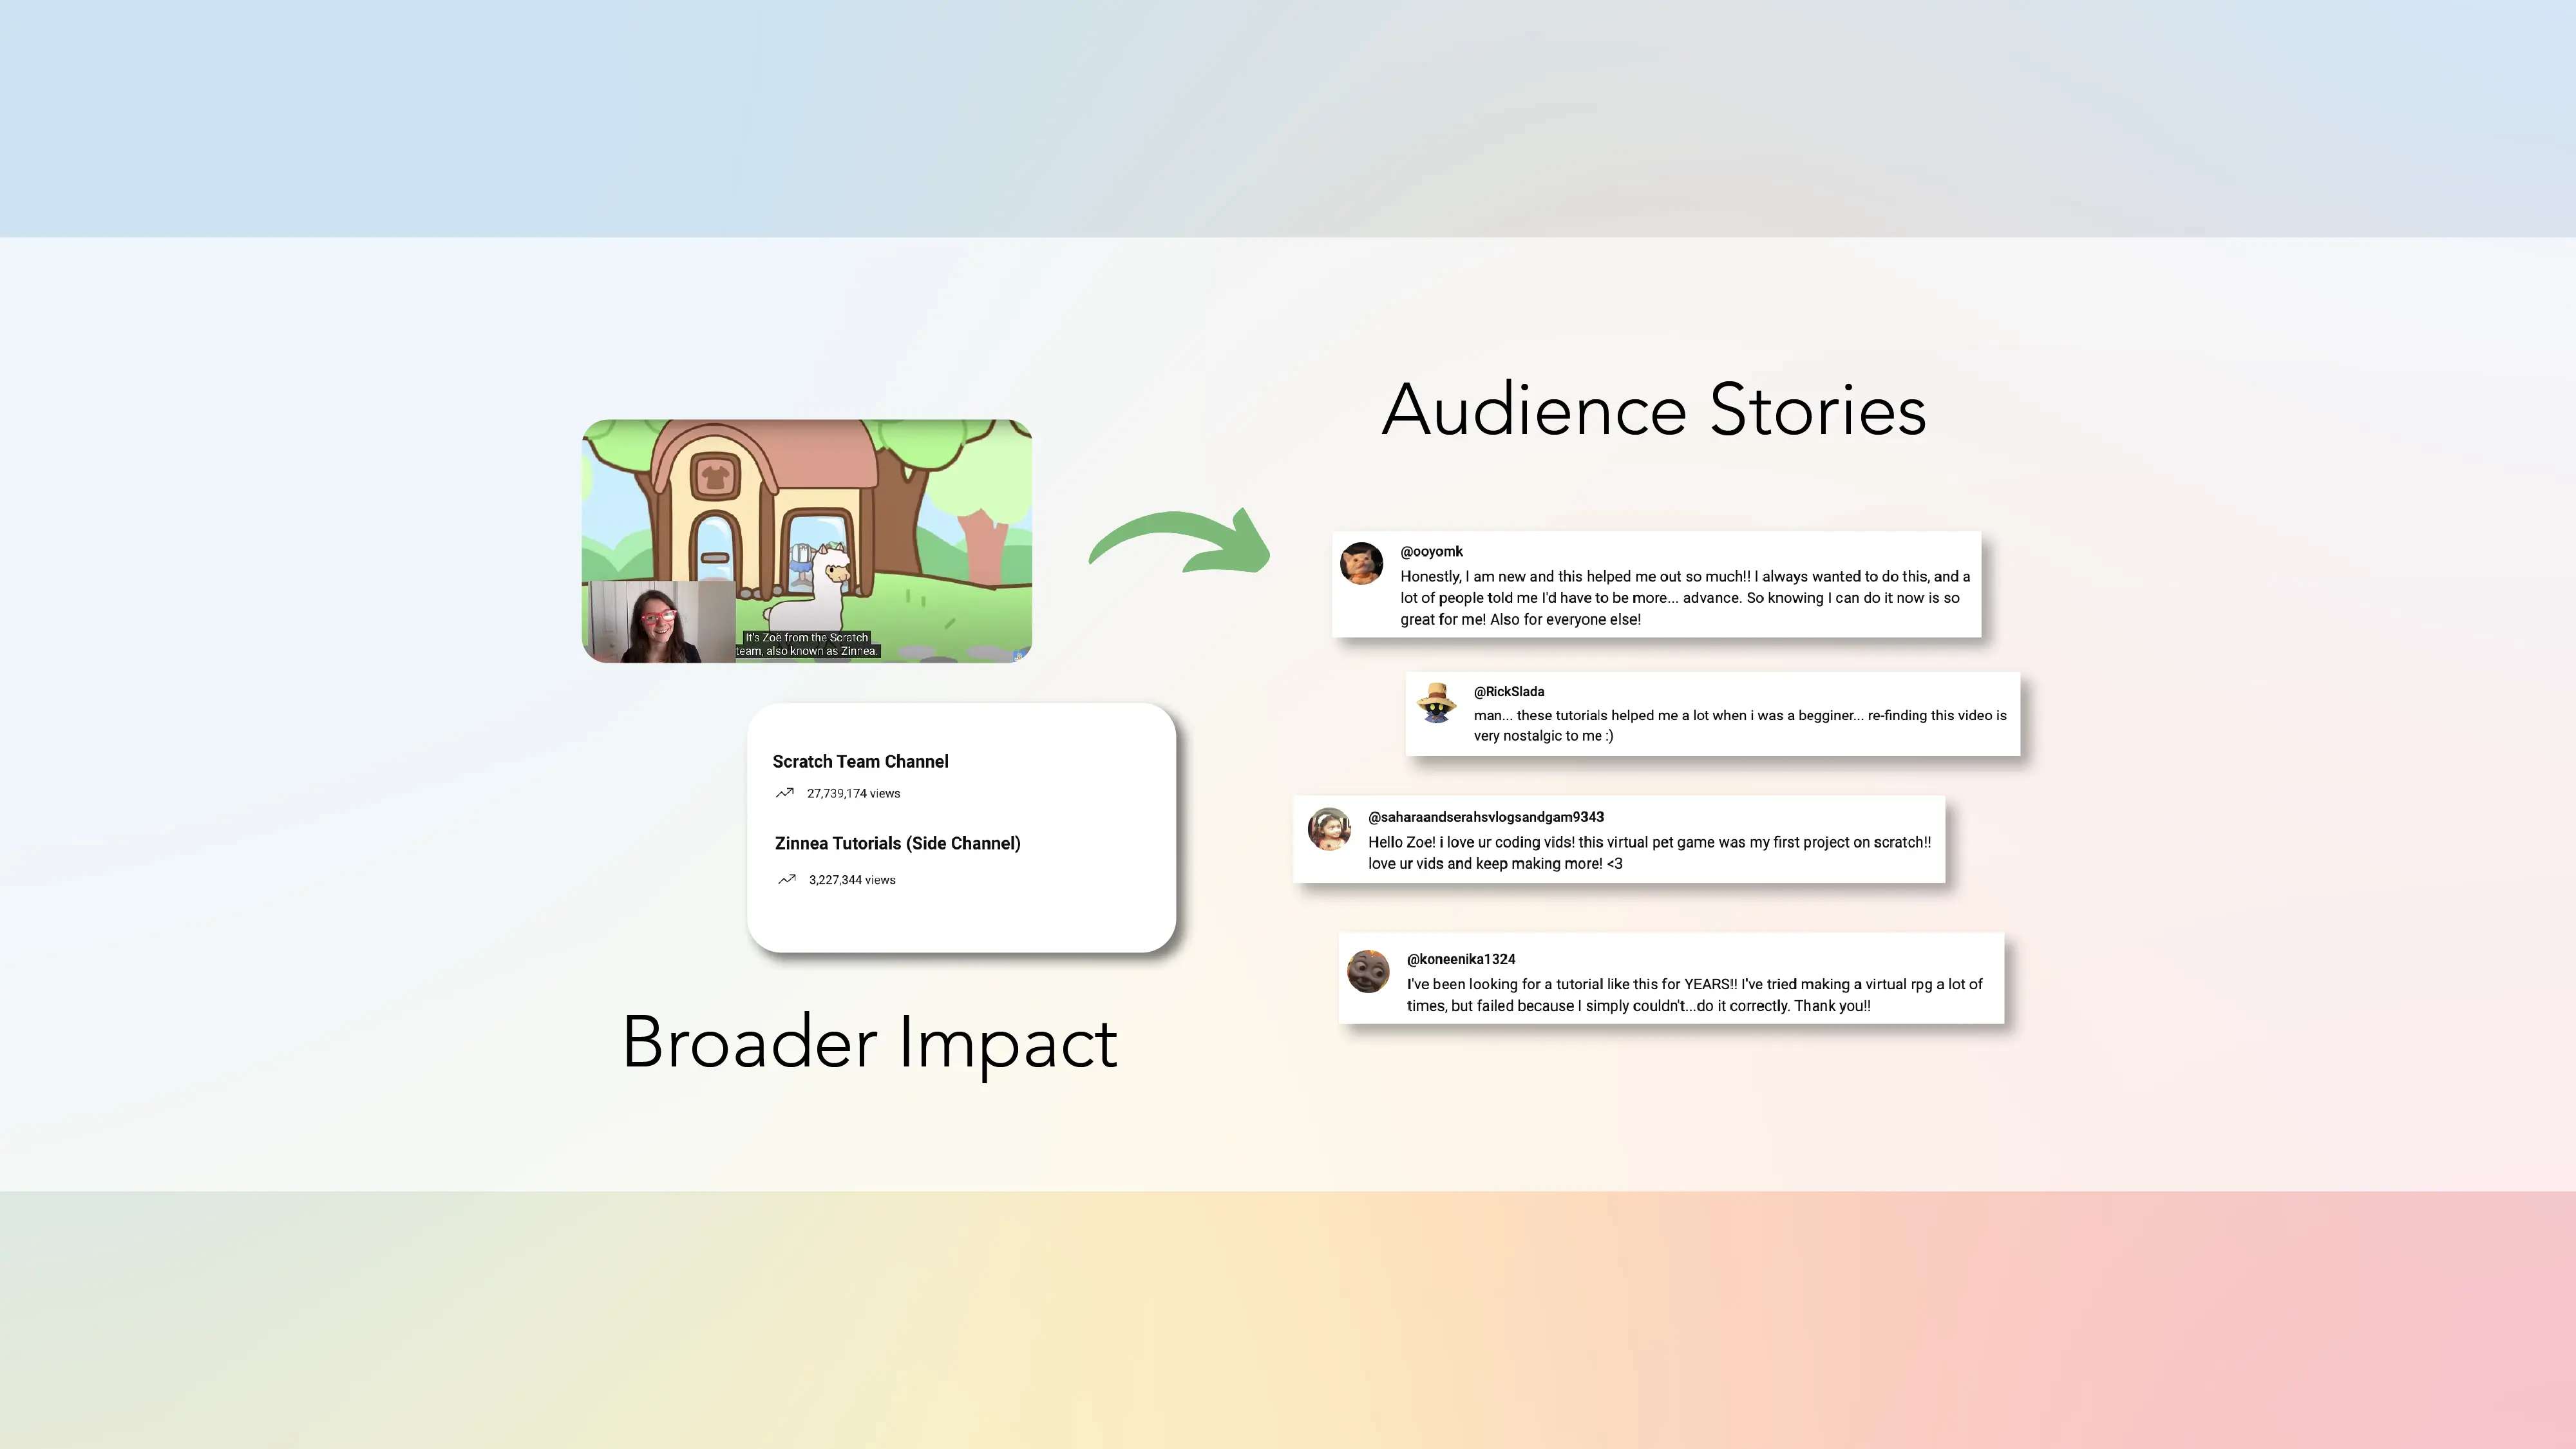 It's Zoë from the Scratch
team, also known as Zinnea.
Scratch Team Channel
27,739,174 views
Zinnea Tutorials (Side Channel)
3,227,344 views
Broader Impact
Audience Stories
@ooyomk
Honestly, I am new and this helped me out so much!! I always wanted to do this, and a
lot of people told me I'd have to be more... advance. So knowing I can do it now is so
great for me! Also for everyone else!
@RickSlada
man... these tutorials helped me a lot when i was a begginer... re-finding this video is
very nostalgic to me :)
@saharaandserahsvlogsandgam9343
Hello Zoe! i love ur coding vids! this virtual pet game was my first project on scratch!!
love ur vids and keep making more! <3
@koneenika1324
I've been looking for a tutorial like this for YEARS!! I've tried making a virtual rpg a lot of
times, but failed because I simply couldn't...do it correctly. Thank you!!